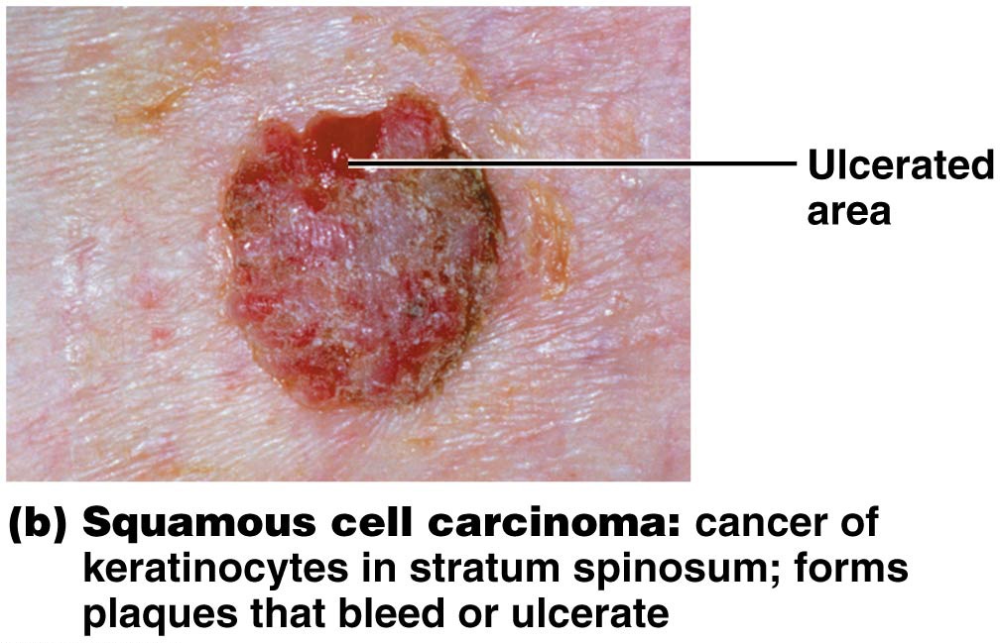 Ulcerated
area
(b) Squamous cell carcinoma: cancer of
keratinocytes in stratum spinosum; forms
plaques that bleed or ulcerate